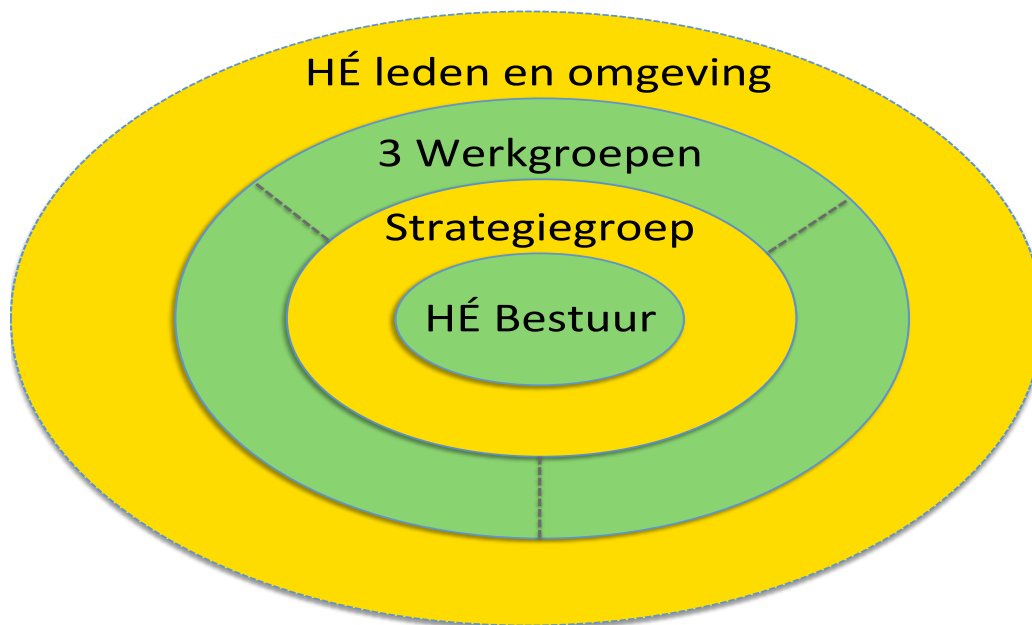 HÉ leden en omgeving
3 Werkgroepen
Strategiegroep
HÉ Bestuur